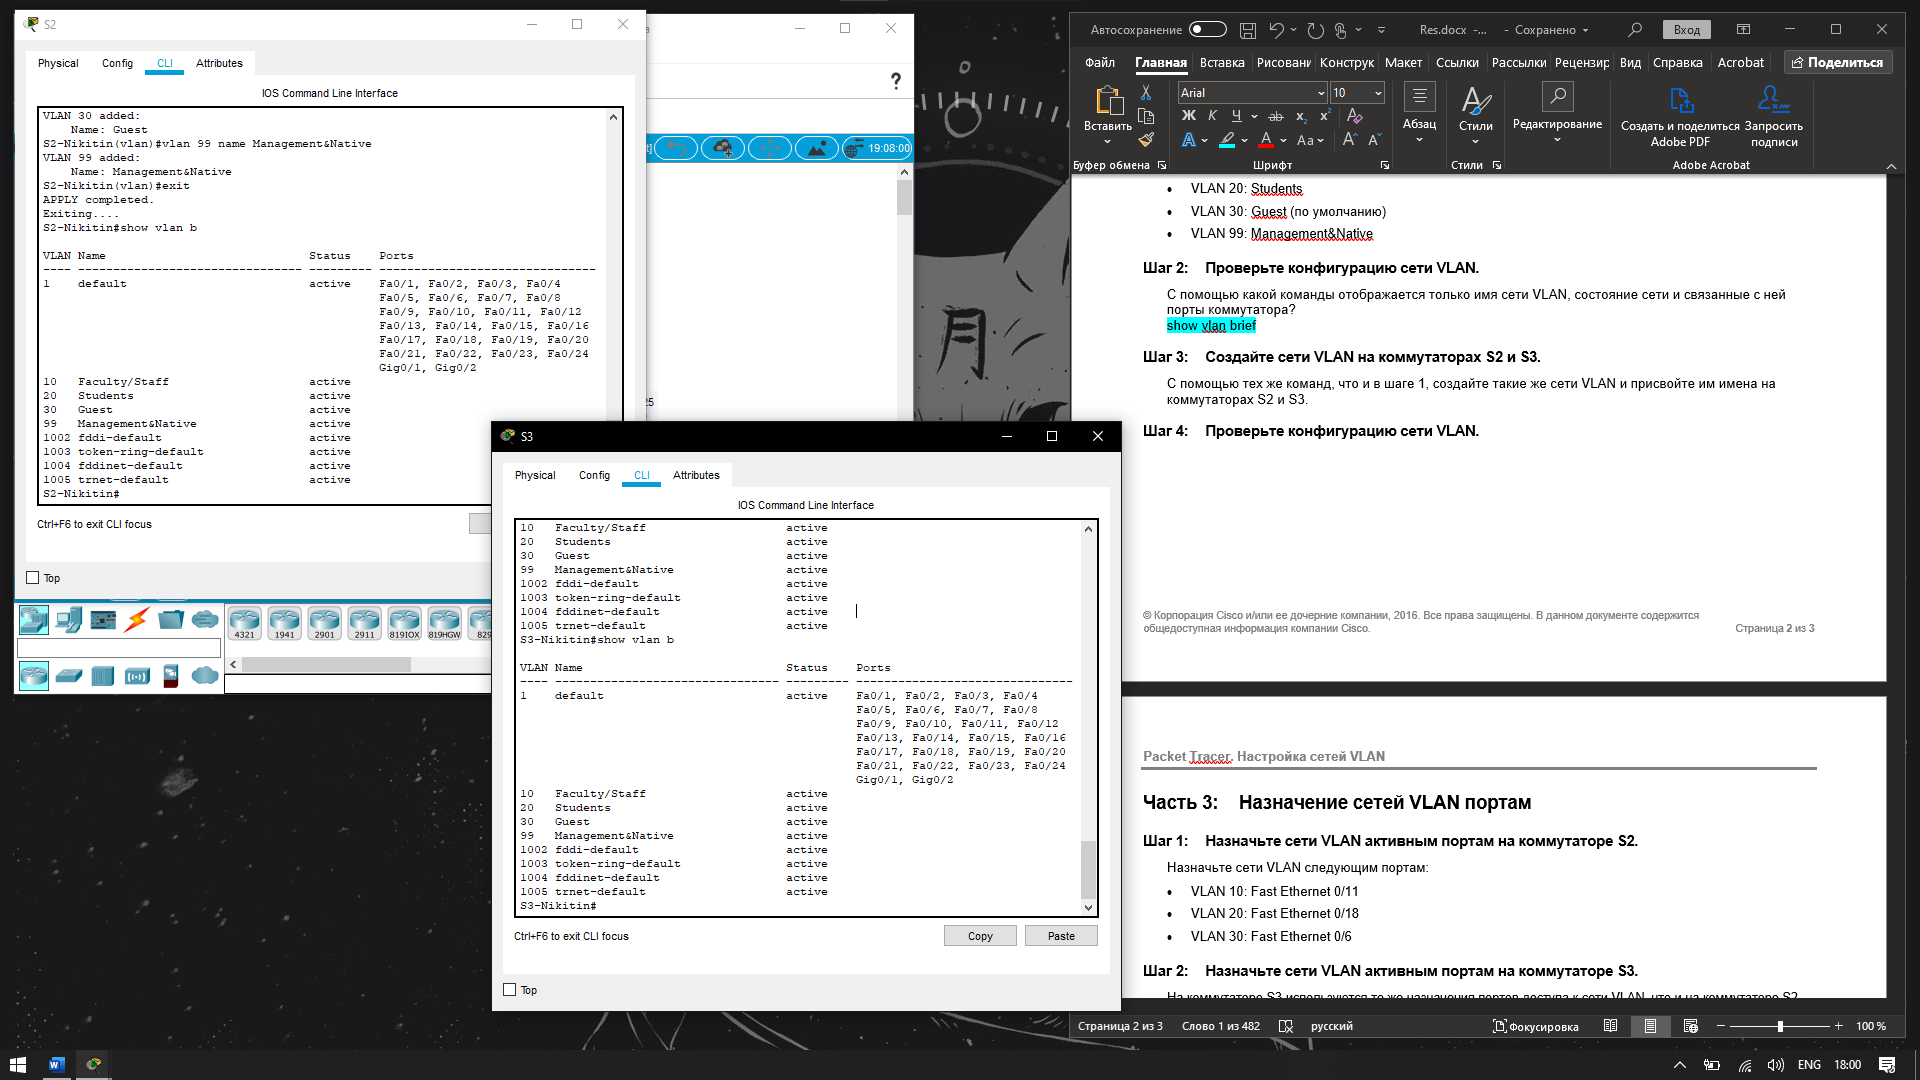 S2
Physical
Config
CLI
Attributes
IOS Command Line Interface
VLAN 30 added:
    Name: Guest
S2-Nikitin(vlan)#vlan 99 name Management&Native
VLAN 99 added:
    Name: Management&Native
S2-Nikitin(vlan)#exit
APPLY completed.
Exiting....
S2-Nikitin#show vlan b
VLAN Name                             Status    Ports
---- -------------------------------- --------- -------------------------------
1    default                          active    Fa0/1, Fa0/2, Fa0/3, Fa0/4
                                                Fa0/5, Fa0/6, Fa0/7, Fa0/8
                                                Fa0/9, Fa0/10, Fa0/11, Fa0/12
                                                Fa0/13, Fa0/14, Fa0/15, Fa0/16
                                                Fa0/17, Fa0/18, Fa0/19, Fa0/20
                                                Fa0/21, Fa0/22, Fa0/23, Fa0/24
                                                Gig0/1, Gig0/2
10   Faculty/Staff                    active
20   Students                         active
30   Guest                            active
99   Management&Native                active
1002 fddi-default                     active
1003 token-ring-default               active
1004 fddinet-default                  active
1005 trnet-default                    active
S2-Nikitin#
Ctrl+F6 to exit CLI focus
Top
?
19:08:00
月
4321
1941
2901
2911
819IOX
819HGW
829
S3
Physical
Config
CLI
Attributes
IOS Command Line Interface
10   Faculty/Staff                    active
20   Students                         active
30   Guest                            active
99   Management&Native                active
1002 fddi-default                     active
1003 token-ring-default               active
1004 fddinet-default                  active
1005 trnet-default                    active
S3-Nikitin#show vlan b
VLAN Name                             Status    Ports
---- -------------------------------- --------- -------------------------------
1    default                          active    Fa0/1, Fa0/2, Fa0/3, Fa0/4
                                                Fa0/5, Fa0/6, Fa0/7, Fa0/8
                                                Fa0/9, Fa0/10, Fa0/11, Fa0/12
                                                Fa0/13, Fa0/14, Fa0/15, Fa0/16
                                                Fa0/17, Fa0/18, Fa0/19, Fa0/20
                                                Fa0/21, Fa0/22, Fa0/23, Fa0/24
                                                Gig0/1, Gig0/2
10   Faculty/Staff                    active
20   Students                         active
30   Guest                            active
99   Management&Native                active
1002 fddi-default                     active
1003 token-ring-default               active
1004 fddinet-default                  active
1005 trnet-default                    active
S3-Nikitin#
Ctrl+F6 to exit CLI focus
Copy
Paste
Top
Автосохранение
Res.docx -... - Сохранено
Вход
Файл
Главная
Вставка
Рисовани
Конструк
Макет
Ссылки
Рассылки
Рецензир
Вид
Справка
Acrobat
Поделиться
Вставить
Буфер обмена
Arial
10
Ж К Ч ab x₂ x²
Aa
Шрифт
Абзац
Стили
Стили
Редактирование
Создать и поделиться Adobe PDF
Запросить подписи
Adobe Acrobat
• VLAN 20: Students
• VLAN 30: Guest (по умолчанию)
• VLAN 99: Management&Native
Шаг 2: Проверьте конфигурацию сети VLAN.
С помощью какой команды отображается только имя сети VLAN, состояние сети и связанные с ней
порты коммутатора?
show vlan brief
Шаг 3: Создайте сети VLAN на коммутаторах S2 и S3.
С помощью тех же команд, что и в шаге 1, создайте такие же сети VLAN и присвойте им имена на
коммутаторах S2 и S3.
Шаг 4: Проверьте конфигурацию сети VLAN.
© Корпорация Cisco и/или ее дочерние компании, 2016. Все права защищены. В данном документе содержится
общедоступная информация компании Cisco.
Страница 2 из 3
Packet Tracer. Настройка сетей VLAN
Часть 3: Назначение сетей VLAN портам
Шаг 1: Назначьте сети VLAN активным портам на коммутаторе S2.
Назначьте сети VLAN следующим портам:
• VLAN 10: Fast Ethernet 0/11
• VLAN 20: Fast Ethernet 0/18
• VLAN 30: Fast Ethernet 0/6
Шаг 2: Назначьте сети VLAN активным портам на коммутаторе S3.
На коммутаторе S3 используются те же назначения портов доступа к сети VLAN, что и на коммутаторе S2.
Страница 2 из 3
Слово 1 из 482
русский
Фокусировка
100 %
ENG
18:00